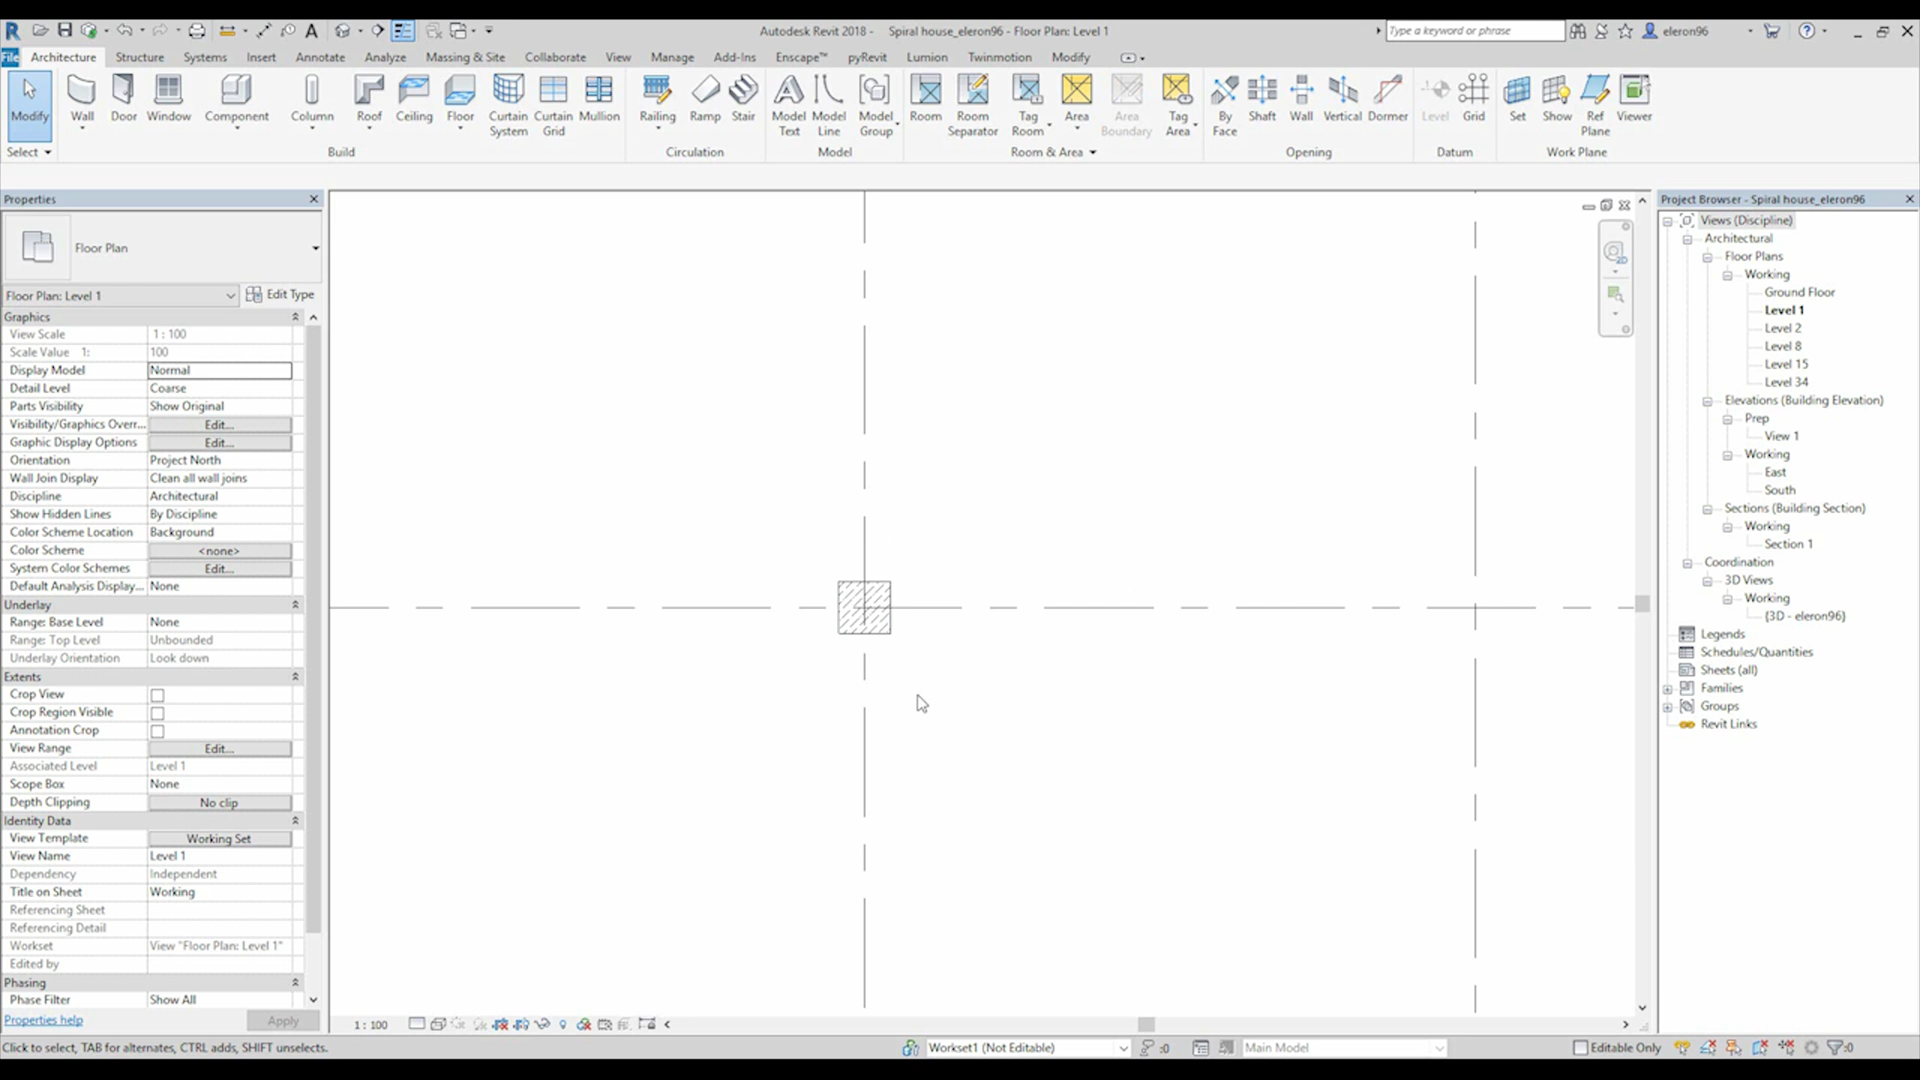 Autodesk Revit 2018 - Spiral house_eleron96 - Floor Plan: Level 1
Type a keyword or phrase
eleron96
File Architecture Structure Systems Insert Annotate Analyze Massing & Site Collaborate View Manage Add-Ins Enscape™ pyRevit Lumion Twinmotion Modify
Modify Wall Door Window Component Column Roof Ceiling Floor Curtain System Curtain Grid Mullion Railing Ramp Stair Model Text Model Line Model Group Room Room Separator Tag Room Area Area Boundary Tag Area By Face Shaft Wall Vertical Dormer Level Grid Set Show Ref Plane Viewer
Select Build Circulation Model Room & Area Opening Datum Work Plane
Properties
Floor Plan
Floor Plan: Level 1 Edit Type
Graphics
View Scale 1 : 100
Scale Value 1: 100
Display Model Normal
Detail Level Coarse
Parts Visibility Show Original
Visibility/Graphics Overr... Edit...
Graphic Display Options Edit...
Orientation Project North
Wall Join Display Clean all wall joins
Discipline Architectural
Show Hidden Lines By Discipline
Color Scheme Location Background
Color Scheme <none>
System Color Schemes Edit...
Default Analysis Display... None
Underlay
Range: Base Level None
Range: Top Level Unbounded
Underlay Orientation Look down
Extents
Crop View
Crop Region Visible
Annotation Crop
View Range Edit...
Associated Level Level 1
Scope Box None
Depth Clipping No clip
Identity Data
View Template Working Set
View Name Level 1
Dependency Independent
Title on Sheet Working
Referencing Sheet
Referencing Detail
Workset View "Floor Plan: Level 1"
Edited by
Phasing
Phase Filter Show All
Properties help Apply
1 : 100
Project Browser - Spiral house_eleron96
Views (Discipline)
Architectural
Floor Plans
Working
Ground Floor
Level 1
Level 2
Level 8
Level 15
Level 34
Elevations (Building Elevation)
Prep
View 1
Working
East
South
Sections (Building Section)
Working
Section 1
Coordination
3D Views
Working
{3D - eleron96}
Legends
Schedules/Quantities
Sheets (all)
Families
Groups
Revit Links
2D
Click to select, TAB for alternates, CTRL adds, SHIFT unselects.
Workset1 (Not Editable) :0 Main Model Editable Only :0